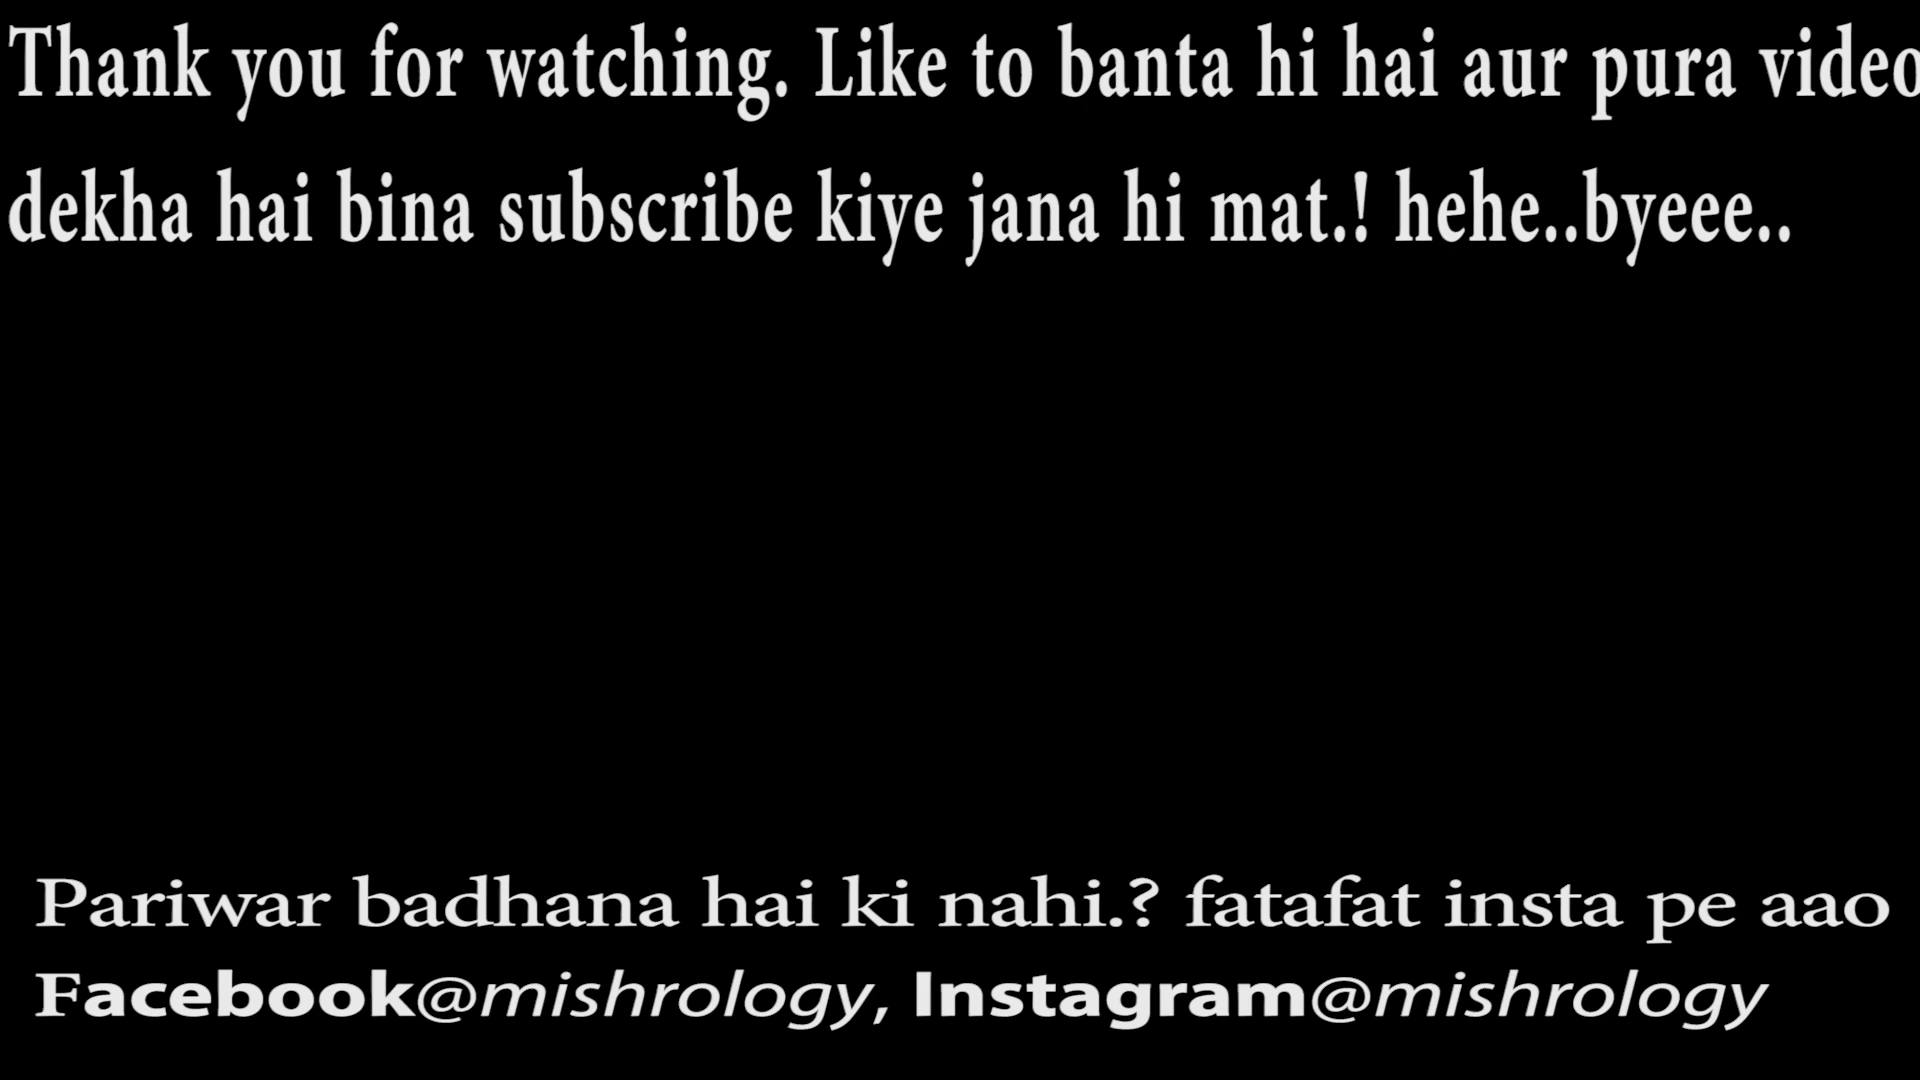 Thank you for watching. Like to banta hi hai aur pura video
dekha hai bina subscribe kiye jana hi mat.! hehe..byeee..
Pariwar badhana hai ki nahi.? fatafat insta pe aao
Facebook@mishrology, Instagram@mishrology